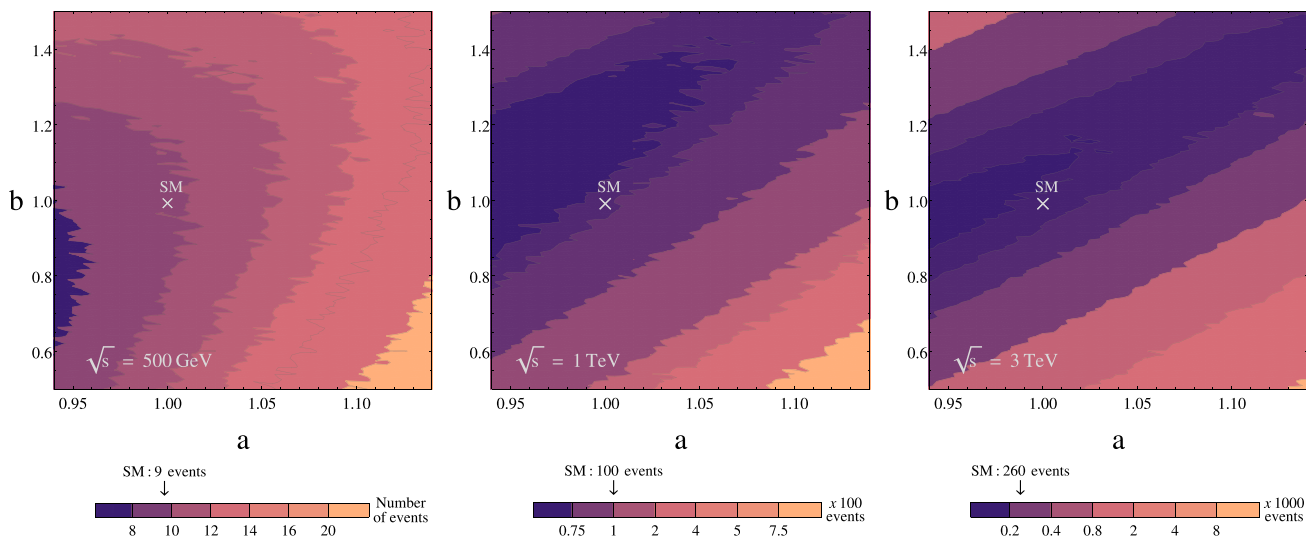 1.4
1.2
b 1.0
0.8
0.6
SM
√s = 500 GeV
0.95 1.00 1.05 1.10
a
SM : 9 events
Number
of events
8 10 12 14 16 20
1.4
1.2
b 1.0
0.8
0.6
SM
√s = 1 TeV
0.95 1.00 1.05 1.10
a
SM : 100 events
x 100
events
0.75 1 2 4 5 7.5
1.4
1.2
b 1.0
0.8
0.6
SM
√s = 3 TeV
0.95 1.00 1.05 1.10
a
SM : 260 events
x 1000
events
0.2 0.4 0.8 2 4 8